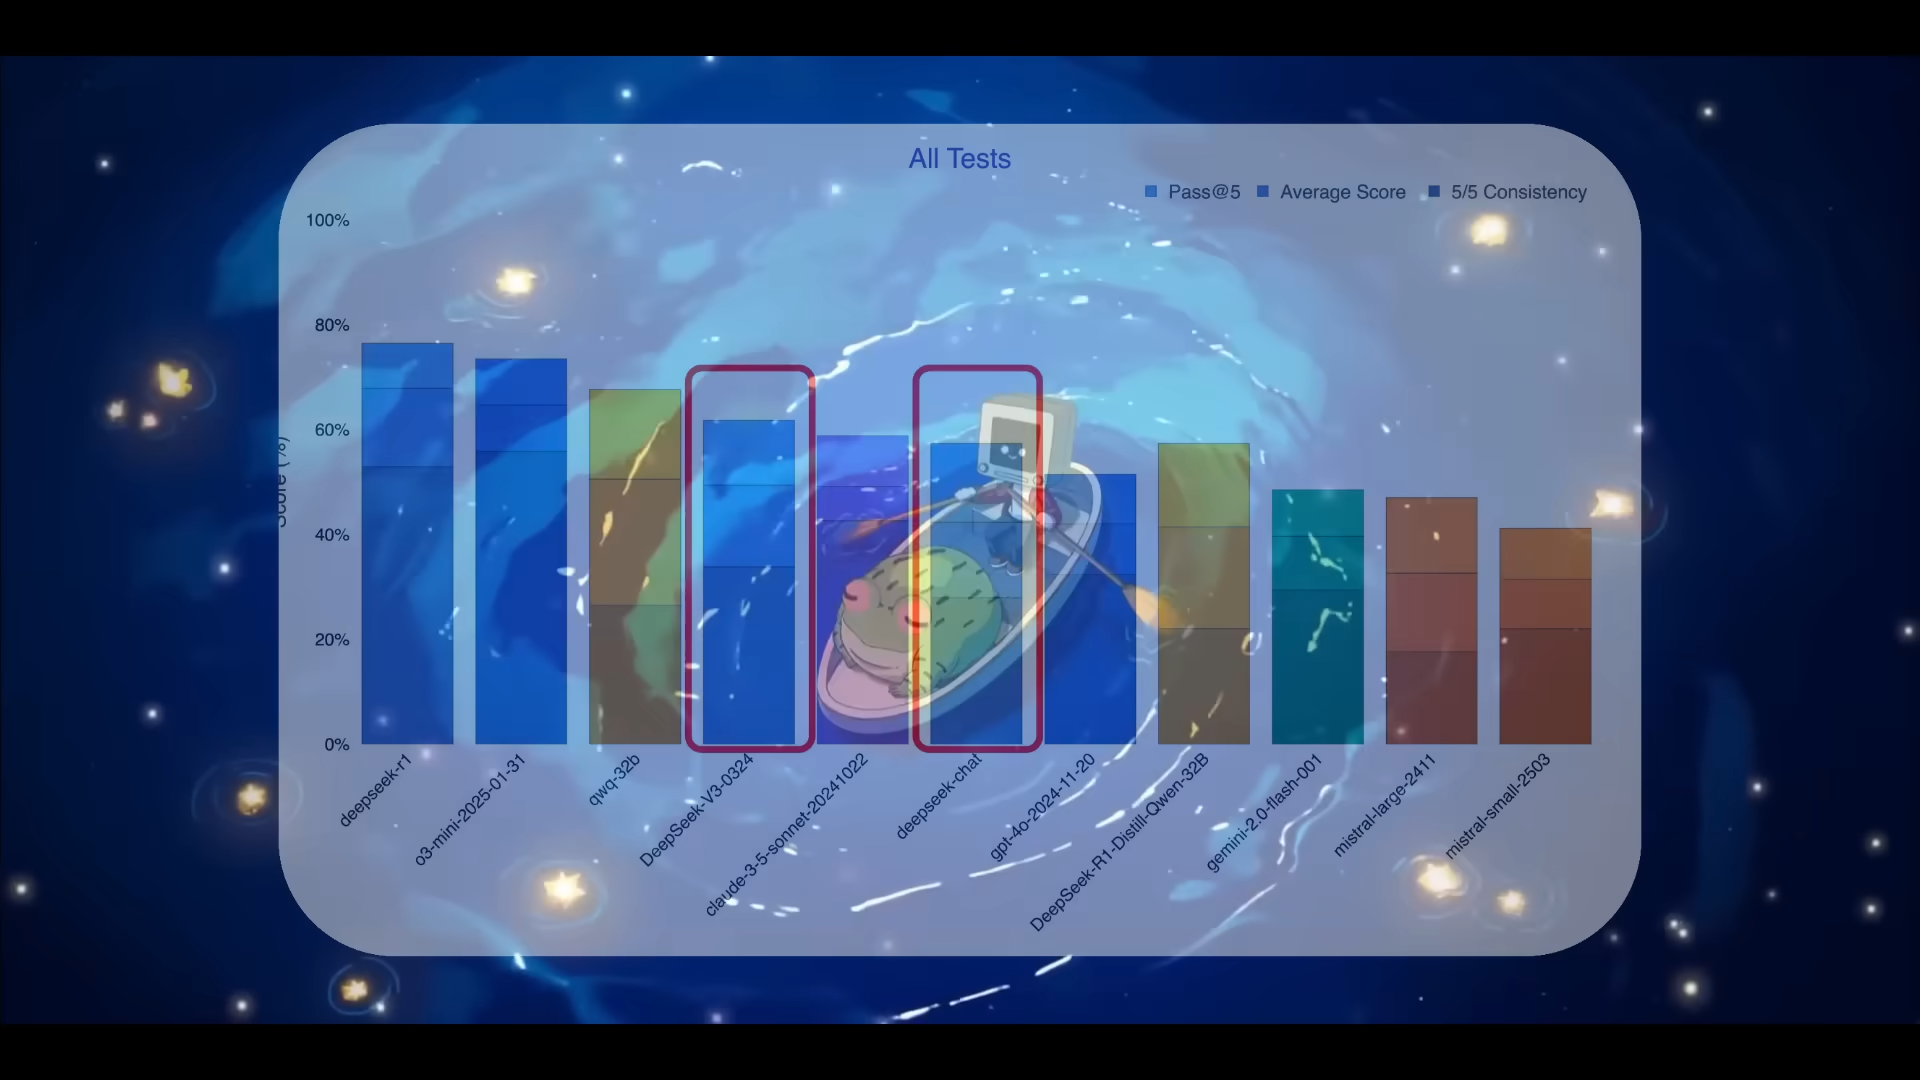 All Tests
Pass@5 Average Score 5/5 Consistency
100%
80%
60%
Score (%)
40%
20%
0%
deepseek-r1
o3-mini-2025-01-31
qwq-32b
DeepSeek-V3-0324
claude-3-5-sonnet-20241022
deepseek-chat
gpt-4o-2024-11-20
DeepSeek-R1-Distill-Qwen-32B
gemini-2.0-flash-001
mistral-large-2411
mistral-small-2503